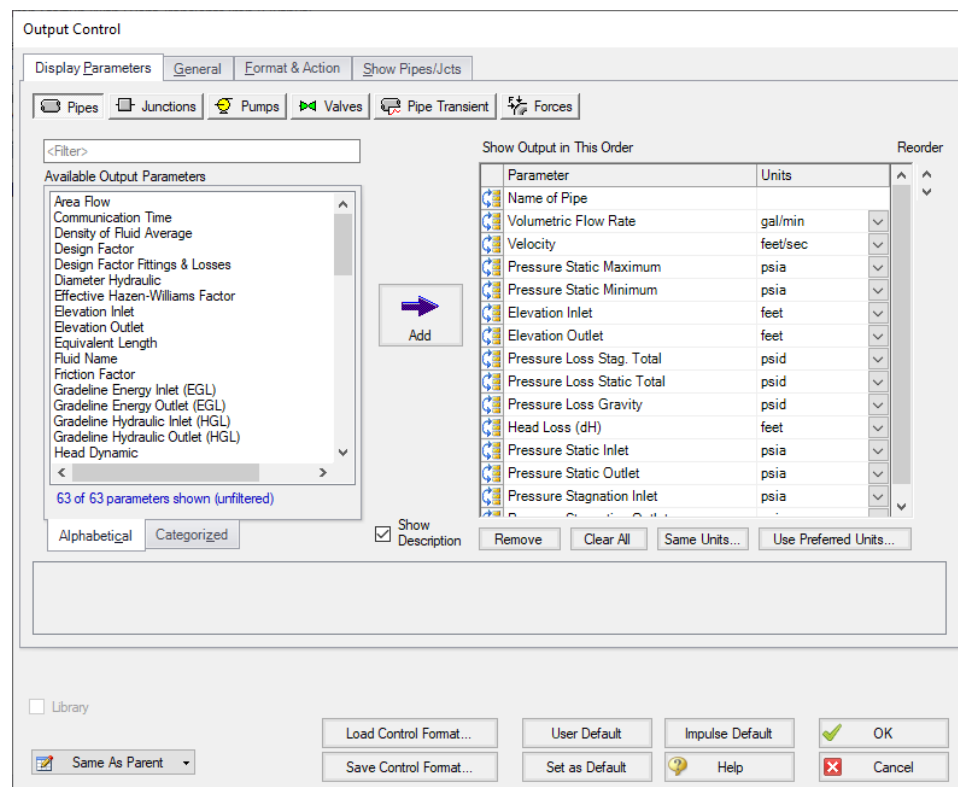 Output Control
Display Parameters General Format & Action Show Pipes/Jcts
Pipes Junctions Pumps Valves Pipe Transient Forces
<Filter>
Available Output Parameters
Area Flow
Communication Time
Density of Fluid Average
Design Factor
Design Factor Fittings & Losses
Diameter Hydraulic
Effective Hazen-Williams Factor
Elevation Inlet
Elevation Outlet
Equivalent Length
Fluid Name
Friction Factor
Gradeline Energy Inlet (EGL)
Gradeline Energy Outlet (EGL)
Gradeline Hydraulic Inlet (HGL)
Gradeline Hydraulic Outlet (HGL)
Head Dynamic
63 of 63 parameters shown (unfiltered)
Alphabetical Categorized
Add
Show
Description
Show Output in This Order Reorder
Parameter Units
Name of Pipe
Volumetric Flow Rate gal/min
Velocity feet/sec
Pressure Static Maximum psia
Pressure Static Minimum psia
Elevation Inlet feet
Elevation Outlet feet
Pressure Loss Stag. Total psid
Pressure Loss Static Total psid
Pressure Loss Gravity psid
Head Loss (dH) feet
Pressure Static Inlet psia
Pressure Static Outlet psia
Pressure Stagnation Inlet psia
Remove Clear All Same Units... Use Preferred Units...
Library
Load Control Format... User Default Impulse Default OK
Same As Parent Save Control Format... Set as Default Help Cancel